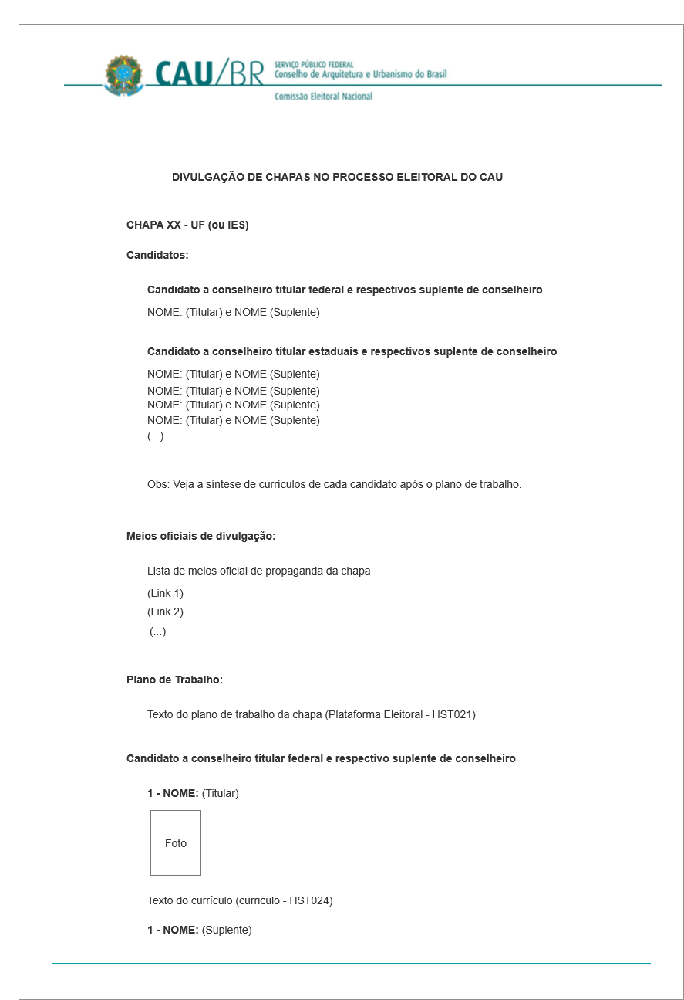 CAU/BR
SERVIÇO PÚBLICO FEDERAL
Conselho de Arquitetura e Urbanismo do Brasil
Comissão Eleitoral Nacional
DIVULGAÇÃO DE CHAPAS NO PROCESSO ELEITORAL DO CAU
CHAPA XX - UF (ou IES)
Candidatos:
Candidato a conselheiro titular federal e respectivos suplente de conselheiro
NOME: (Titular) e NOME (Suplente)
Candidato a conselheiro titular estaduais e respectivos suplente de conselheiro
NOME: (Titular) e NOME (Suplente)
NOME: (Titular) e NOME (Suplente)
NOME: (Titular) e NOME (Suplente)
NOME: (Titular) e NOME (Suplente)
(...)
Obs: Veja a síntese de currículos de cada candidato após o plano de trabalho.
Meios oficiais de divulgação:
Lista de meios oficial de propaganda da chapa
(Link 1)
(Link 2)
(...)
Plano de Trabalho:
Texto do plano de trabalho da chapa (Plataforma Eleitoral - HST021)
Candidato a conselheiro titular federal e respectivo suplente de conselheiro
1 - NOME: (Titular)
Foto
Texto do currículo (curriculo - HST024)
1 - NOME: (Suplente)